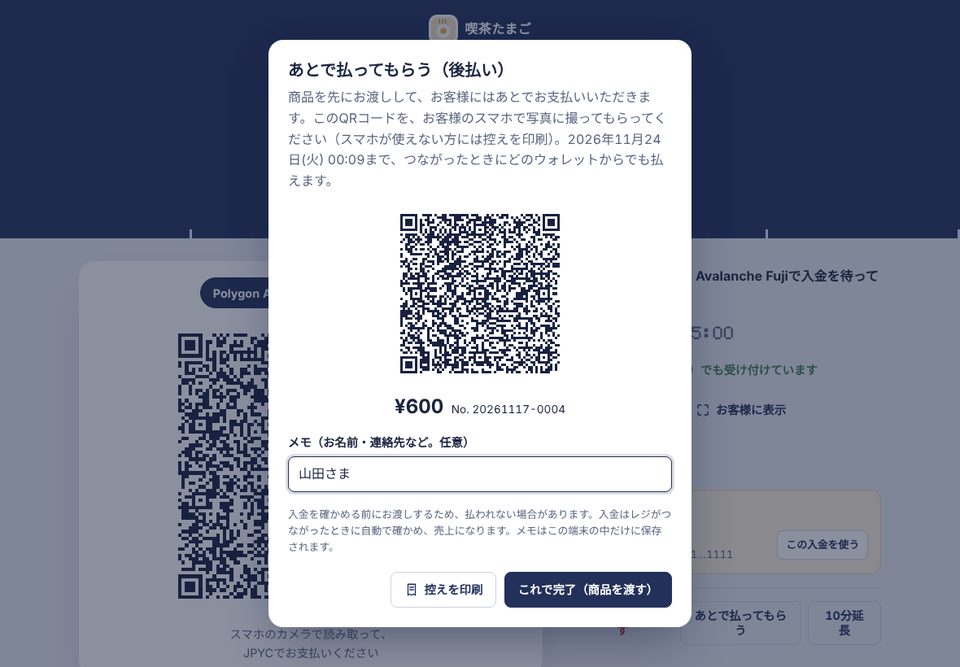 喫茶たまご
あとで払ってもらう（後払い）
商品を先にお渡しして、お客様にはあとでお支払いいただきま
す。このQRコードを、お客様のスマホで写真に撮ってもらってく
ださい（スマホが使えない方には控えを印刷）。2026年11月24
日(火) 00:09まで、つながったときにどのウォレットからでも払
えます。
¥600 No. 20261117-0004
メモ（お名前・連絡先など。任意）
山田さま
入金を確かめる前にお渡しするため、払われない場合があります。入金はレジがつ
ながったときに自動で確かめ、売上になります。メモはこの端末の中だけに保存
されます。
控えを印刷
これで完了（商品を渡す）
Polygon
スマホのカメラで読み取って、
JPYCでお支払いください
Avalanche Fujiで入金を待って
5:00
でも受け付けています
お客様に表示
1...1111
この入金を使う
す
あとで払ってもら
う
10分延
長